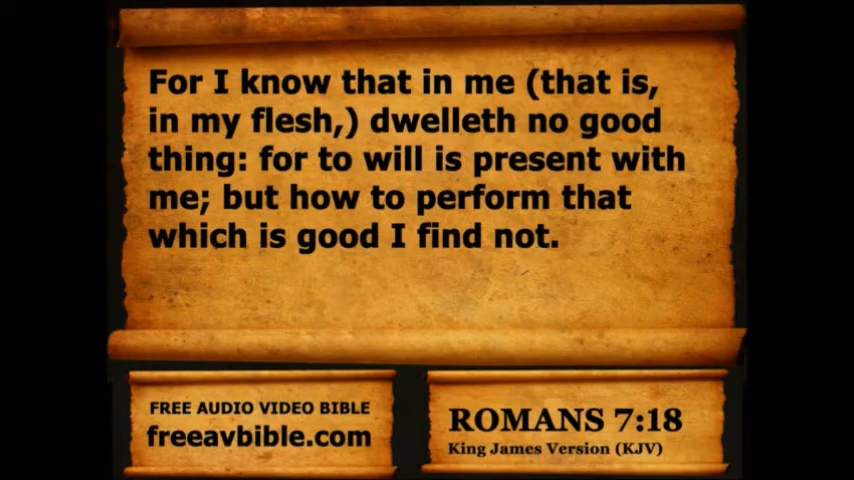 For I know that in me (that is,
in my flesh,) dwelleth no good
thing: for to will is present with
me; but how to perform that
which is good I find not.
FREE AUDIO VIDEO BIBLE
freeavbible.com
ROMANS 7:18
King James Version (KJV)